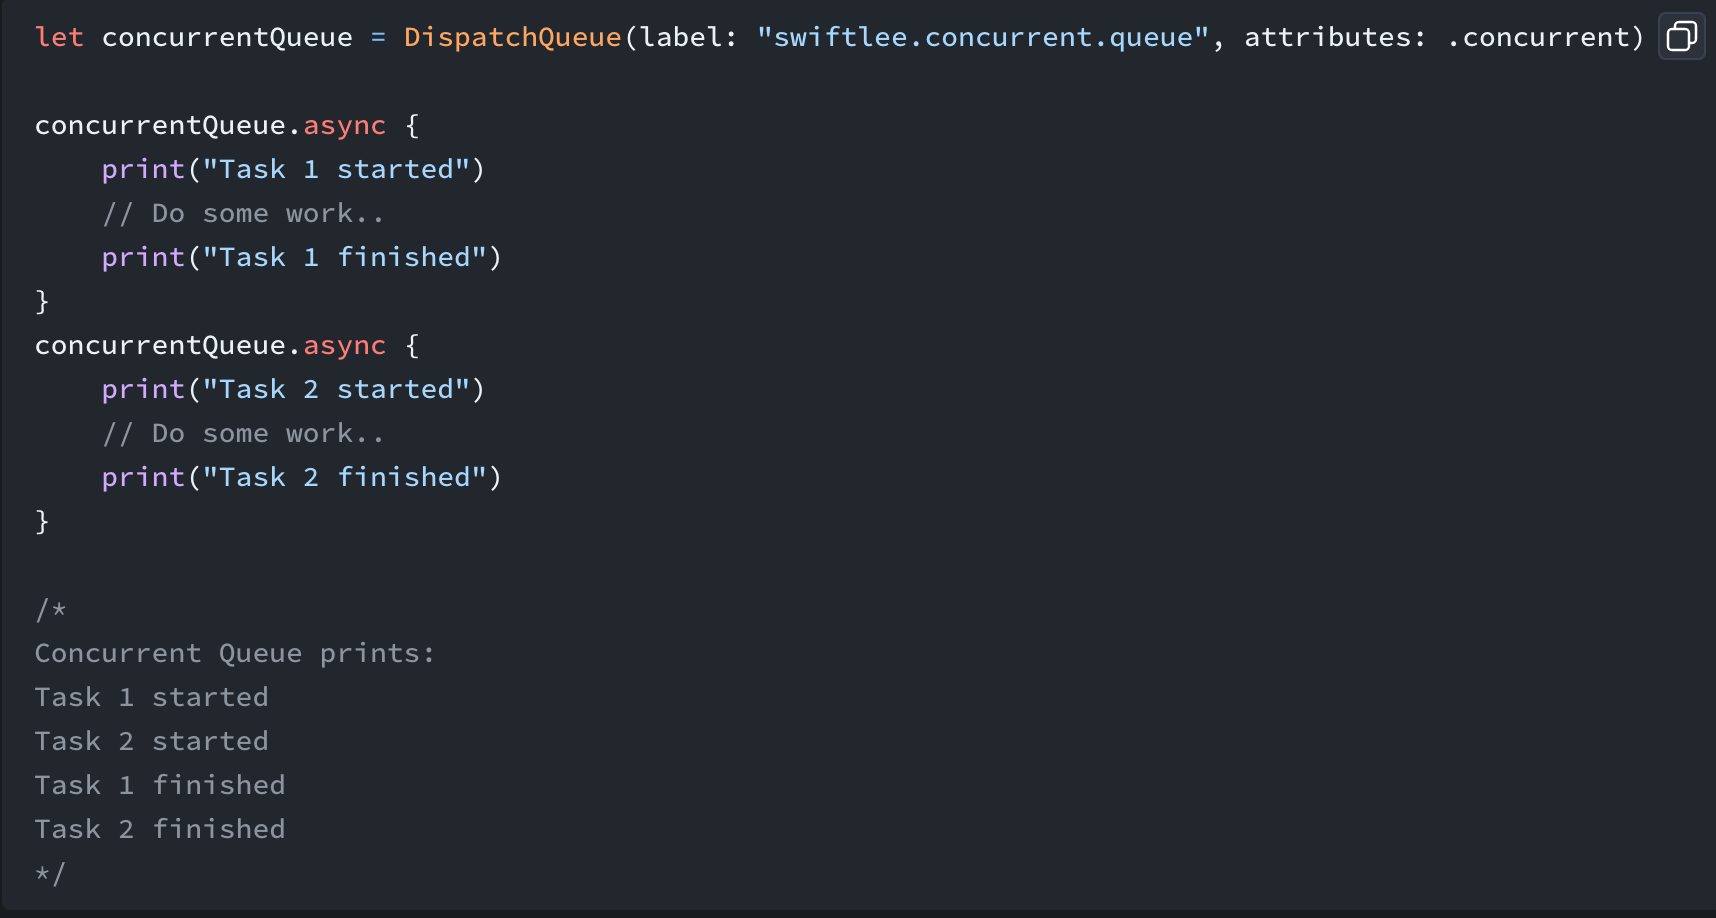 let concurrentQueue = DispatchQueue(label: "swiftlee.concurrent.queue", attributes: .concurrent)
concurrentQueue.async {
    print("Task 1 started")
    // Do some work..
    print("Task 1 finished")
}
concurrentQueue.async {
    print("Task 2 started")
    // Do some work..
    print("Task 2 finished")
}
/*
Concurrent Queue prints:
Task 1 started
Task 2 started
Task 1 finished
Task 2 finished
*/